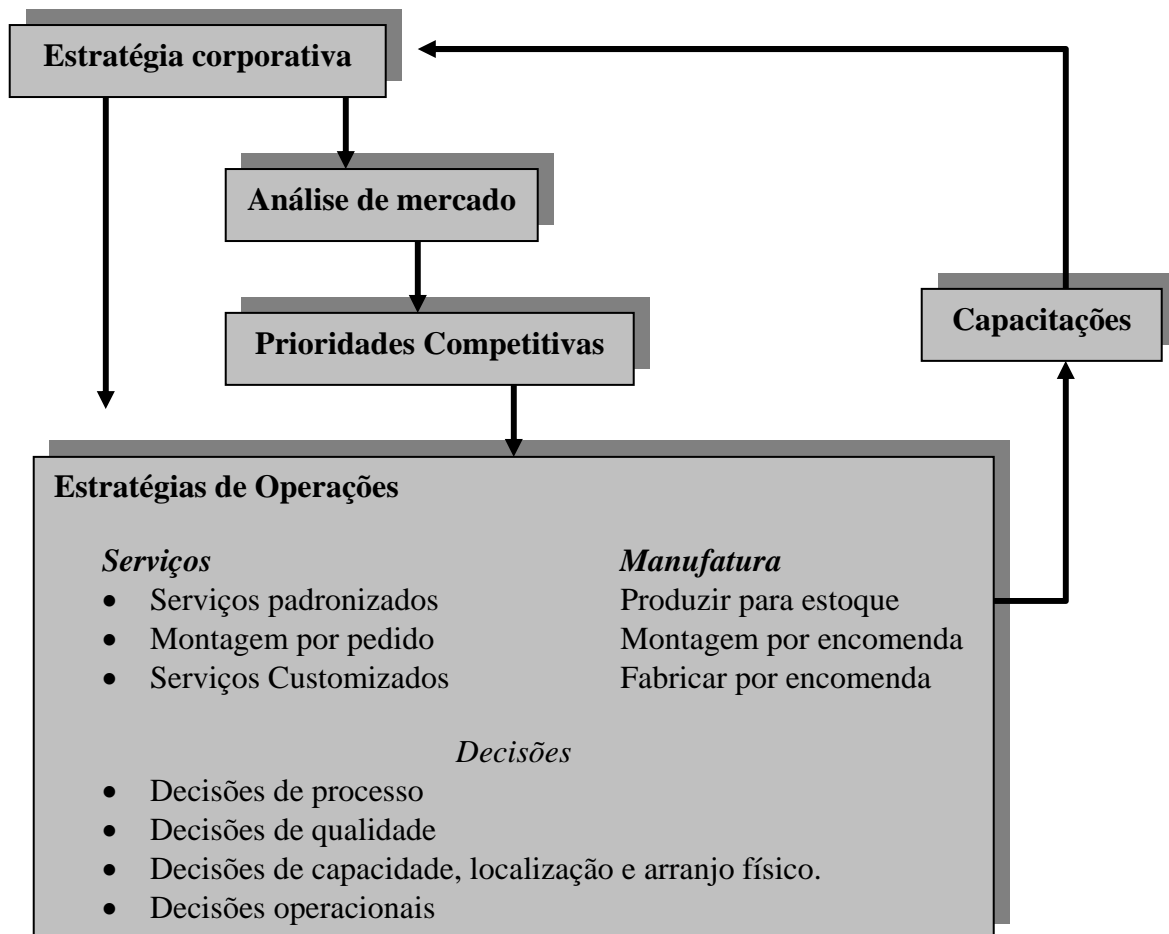 Estratégia corporativa
Análise de mercado
Prioridades Competitivas
Capacitações
Estratégias de Operações
Serviços
• Serviços padronizados
• Montagem por pedido
• Serviços Customizados
Manufatura
Produzir para estoque
Montagem por encomenda
Fabricar por encomenda
Decisões
• Decisões de processo
• Decisões de qualidade
• Decisões de capacidade, localização e arranjo físico.
• Decisões operacionais